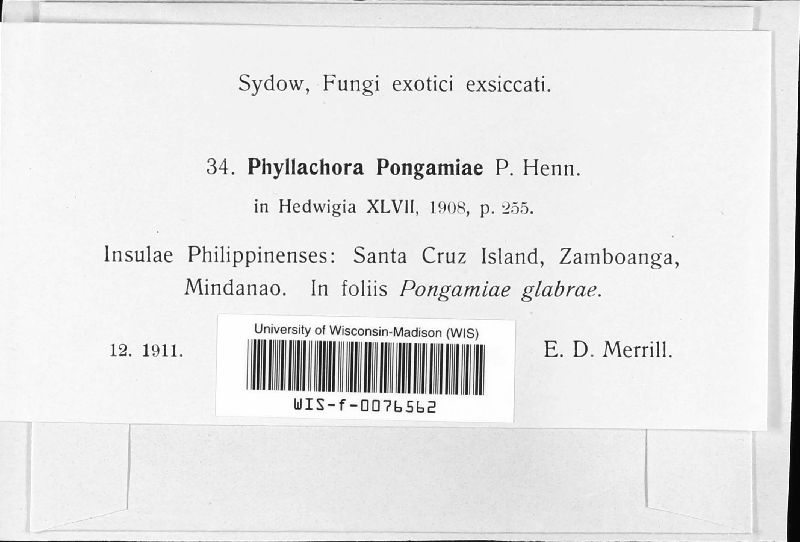 Sydow, Fungi exotici exsiccati.
34. Phyllachora Pongamiae P. Henn.
in Hedwigia XLVII, 1908, p. 255.
Insulae Philippinenses: Santa Cruz Island, Zamboanga,
Mindanao. In foliis Pongamiae glabrae.
12. 1911.
E. D. Merrill.
University of Wisconsin-Madison (WIS)
WIS-f-0076562